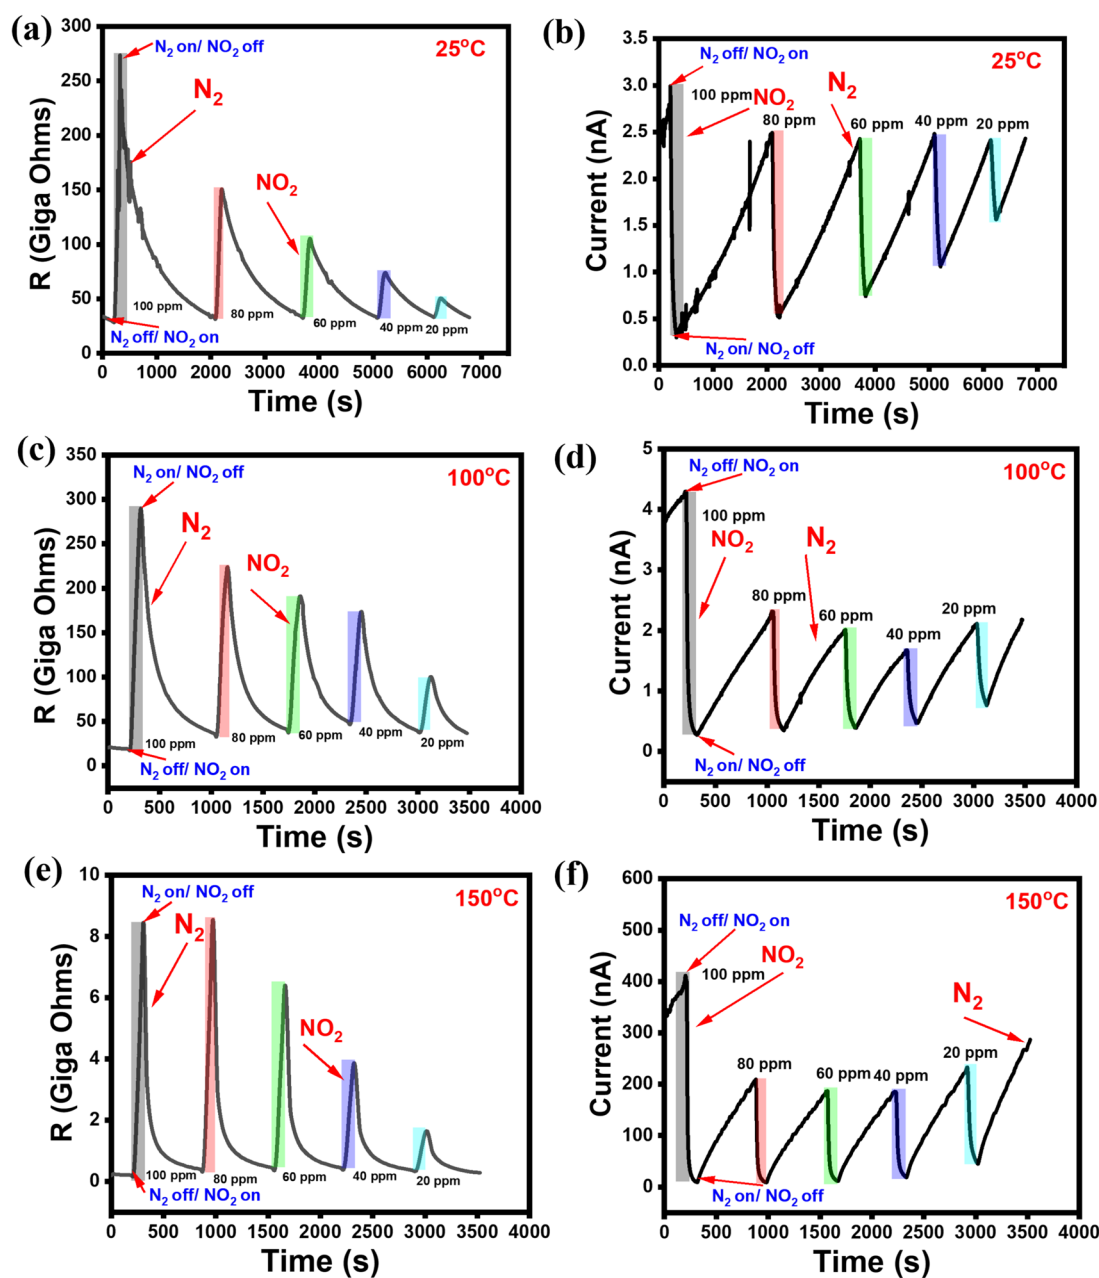 (a)
300
250
200
150
100
50
0
R (Giga Ohms)
N2 on/ NO2 off
25°C
N2
NO2
100 ppm
80 ppm
60 ppm
40 ppm
20 ppm
N2 off/ NO2 on
0 1000 2000 3000 4000 5000 6000 7000
Time (s)
(b)
3.5
3.0
2.5
2.0
1.5
1.0
0.5
0.0
Current (nA)
N2 off/ NO2 on
25°C
100 ppm
NO2
N2
80 ppm
60 ppm
40 ppm
20 ppm
N2 on/ NO2 off
0 1000 2000 3000 4000 5000 6000 7000
Time (s)
(c)
350
300
250
200
150
100
50
0
R (Giga Ohms)
N2 on/ NO2 off
100°C
N2
NO2
100 ppm
80 ppm
60 ppm
40 ppm
20 ppm
N2 off/ NO2 on
0 500 1000 1500 2000 2500 3000 3500 4000
Time (s)
(d)
5
4
3
2
1
0
Current (nA)
N2 off/ NO2 on
100°C
100 ppm
NO2
N2
80 ppm
60 ppm
40 ppm
20 ppm
N2 on/ NO2 off
0 500 1000 1500 2000 2500 3000 3500 4000
Time (s)
(e)
10
8
6
4
2
0
R (Giga Ohms)
N2 on/ NO2 off
150°C
N2
NO2
100 ppm
80 ppm
60 ppm
40 ppm
20 ppm
N2 off/ NO2 on
0 500 1000 1500 2000 2500 3000 3500 4000
Time (s)
(f)
600
500
400
300
200
100
0
Current (nA)
N2 off/ NO2 on
150°C
100 ppm
NO2
N2
80 ppm
60 ppm
40 ppm
20 ppm
N2 on/ NO2 off
0 500 1000 1500 2000 2500 3000 3500 4000
Time (s)